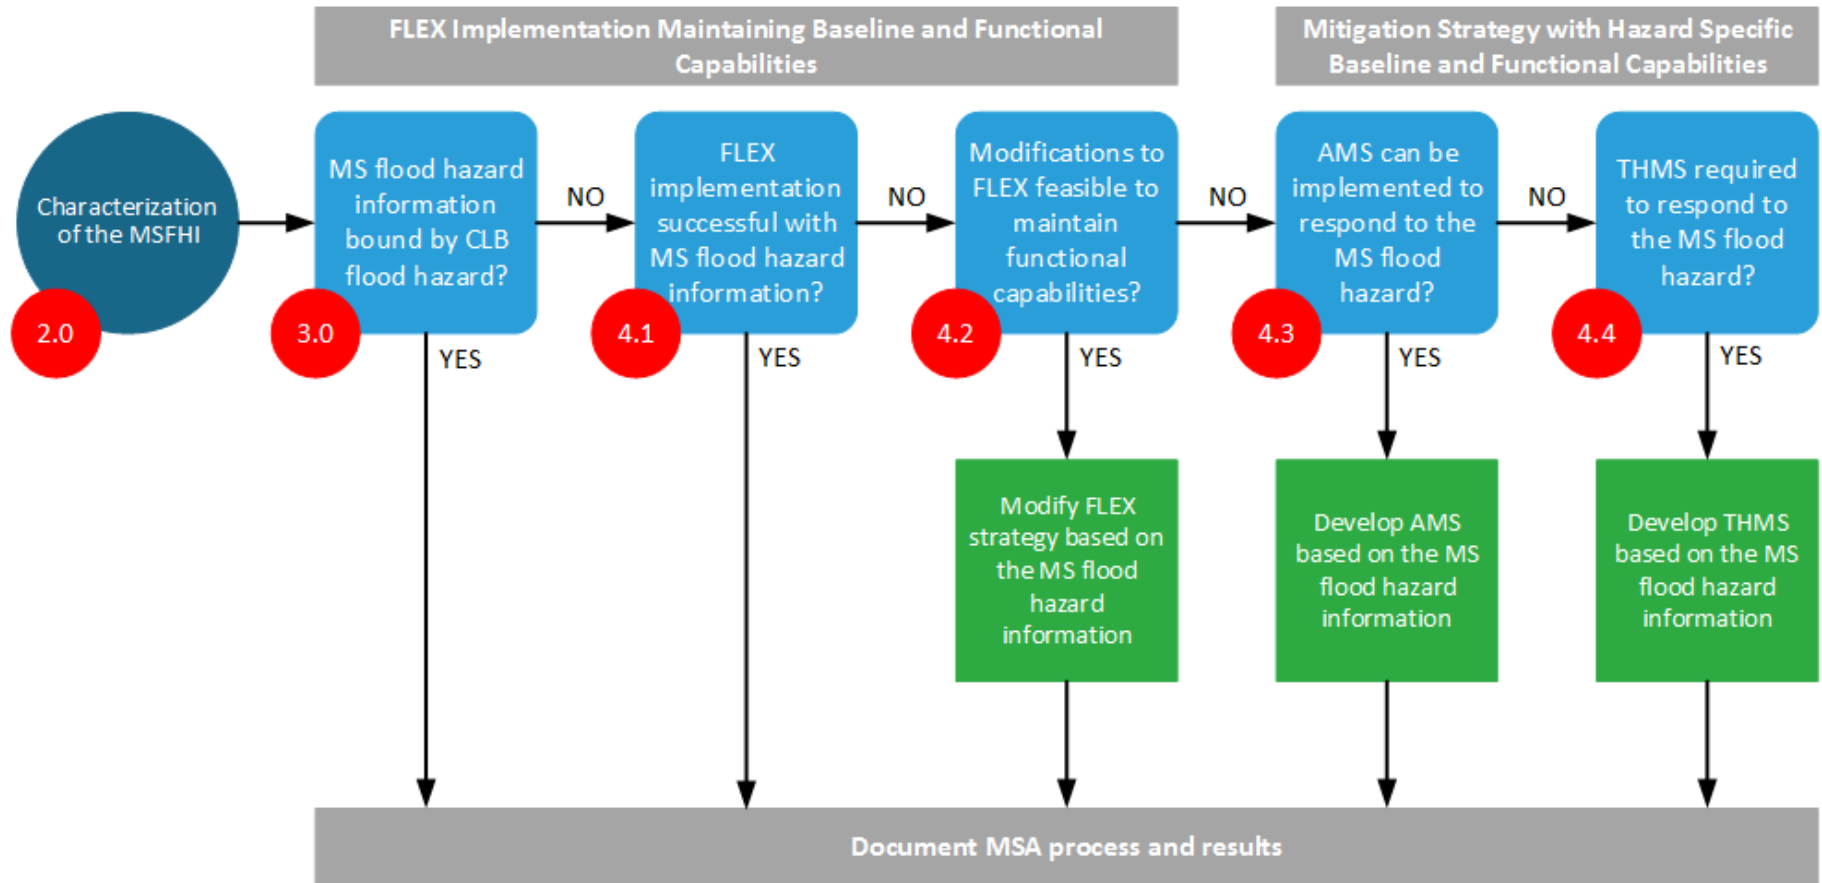 FLEX Implementation Maintaining Baseline and Functional
Capabilities
Mitigation Strategy with Hazard Specific
Baseline and Functional Capabilities
Characterization
of the MSFHI
2.0
MS flood hazard
information
bound by CLB
flood hazard?
3.0
NO
YES
FLEX
implementation
successful with
MS flood hazard
information?
4.1
NO
YES
Modifications to
FLEX feasible to
maintain
functional
capabilities?
4.2
NO
YES
AMS can be
implemented to
respond to the
MS flood
hazard?
4.3
NO
YES
THMS required
to respond to
the MS flood
hazard?
4.4
YES
Modify FLEX
strategy based on
the MS flood
hazard
information
Develop AMS
based on the MS
flood hazard
information
Develop THMS
based on the MS
flood hazard
information
Document MSA process and results